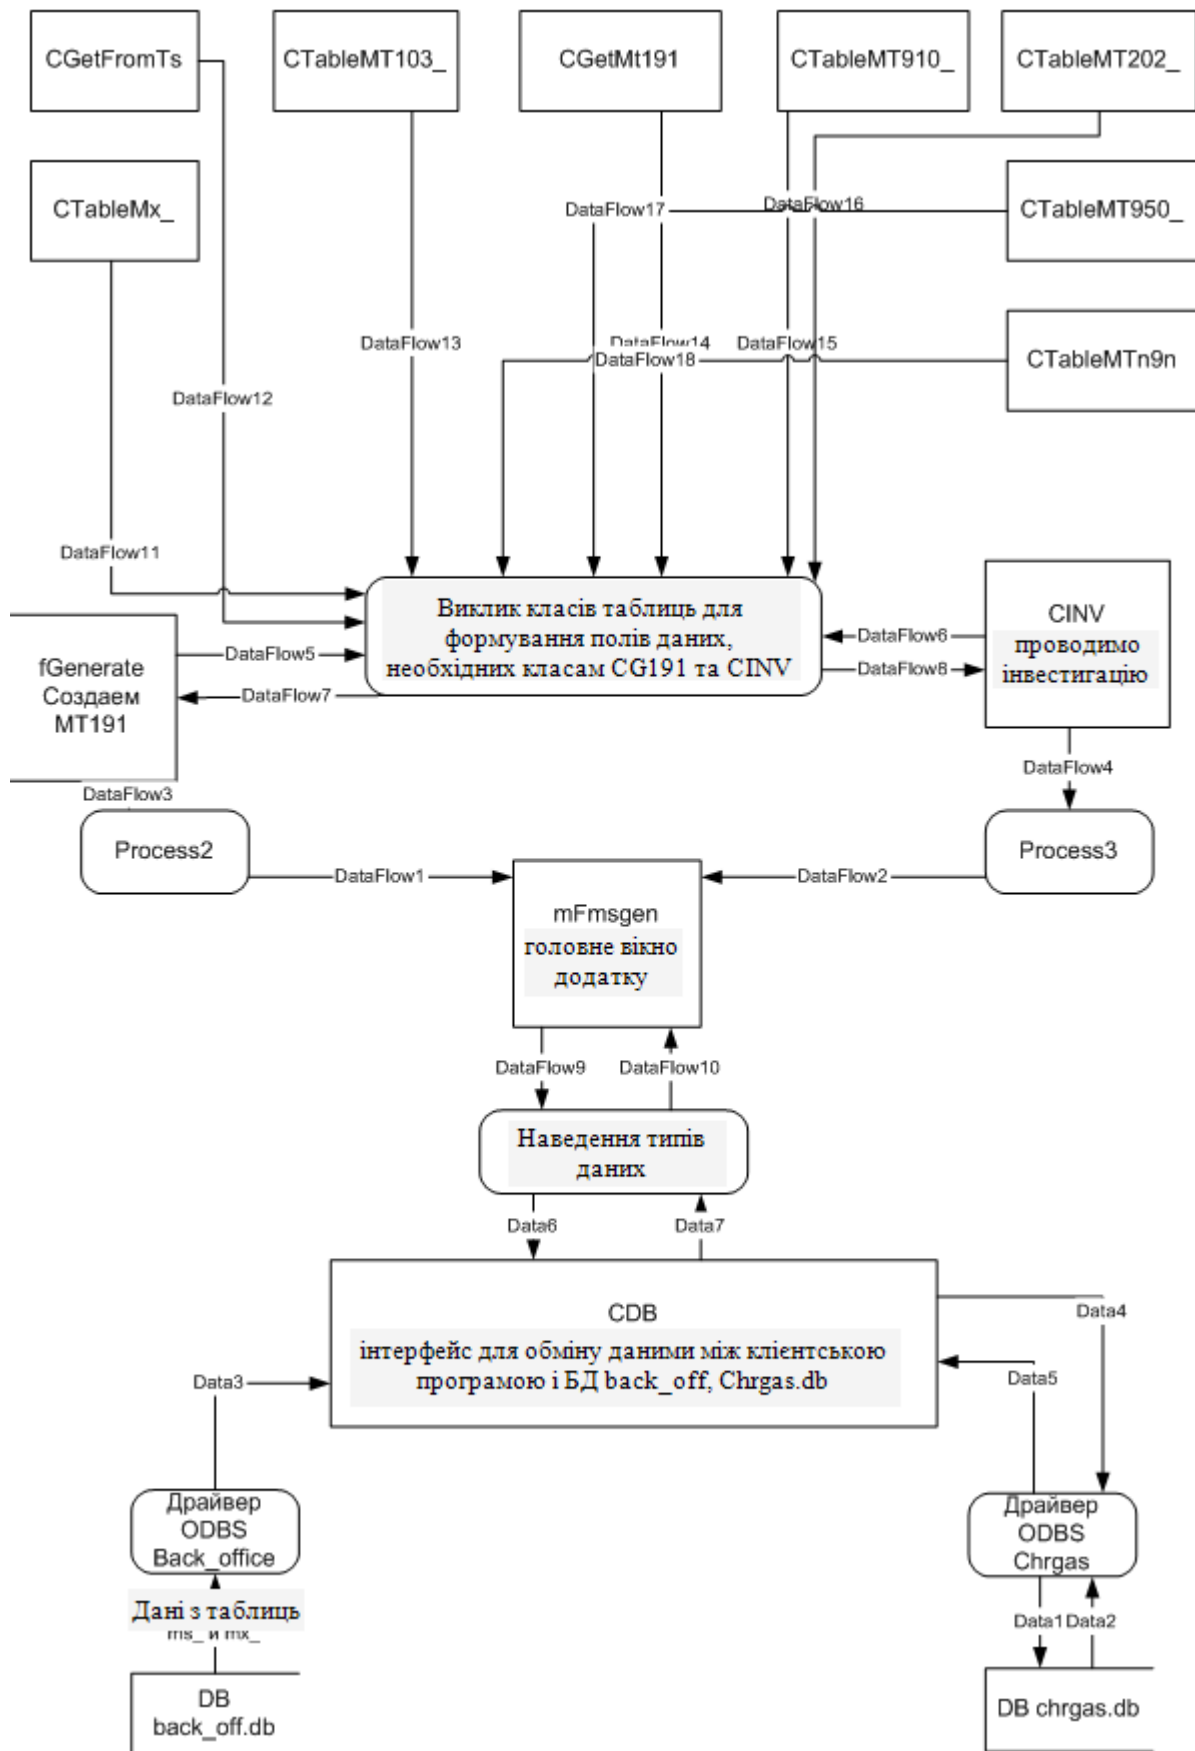 CGetFromTs
CTableMT103_
CGetMt191
CTableMT910_
CTableMT202_
CTableMx_
DataFlow17
DataFlow16
CTableMT950_
DataFlow13
DataFlow14
DataFlow15
DataFlow18
CTableMTn9n
DataFlow12
DataFlow11
Виклик класів таблиць для
формування полів даних,
необхідних класам CG191 та CINV
fGenerate
Создаем
MT191
DataFlow5
DataFlow7
DataFlow6
DataFlow8
CINV
проводимо
інвестигацію
DataFlow3
DataFlow4
Process2
Process3
DataFlow1
DataFlow2
mFmsgen
головне вікно
додатку
DataFlow9
DataFlow10
Наведення типів
даних
Data6
Data7
CDB
інтерфейс для обміну даними між клієнтською
програмою і БД back_off, Chrgas.db
Data3
Data4
Data5
Драйвер
ODBS
Back_office
Драйвер
ODBS
Chrgas
Дані з таблиць
ms_ и mx_
Data1
Data2
DB
back_off.db
DB chrgas.db